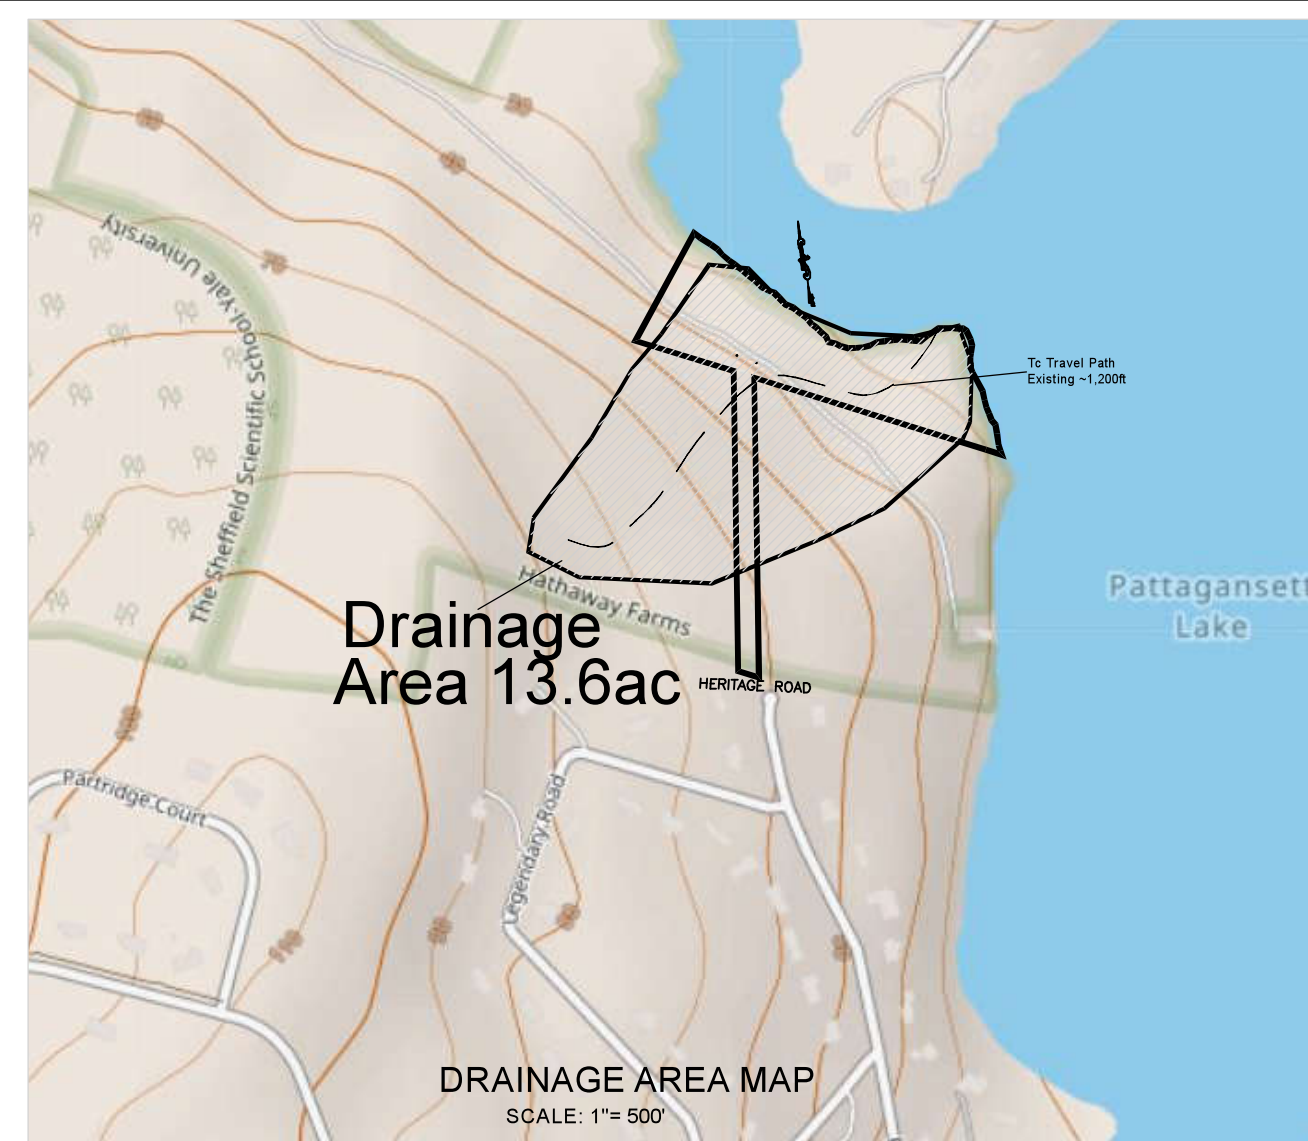 The Sheffield Scientific School-Yale University
Tc Travel Path
Existing ~1,200ft
Pattagansett
Lake
Hathaway Farms
Drainage
Area 13.6ac
HERITAGE ROAD
Partridge Court
Legendary Road
DRAINAGE AREA MAP
SCALE: 1"= 500'